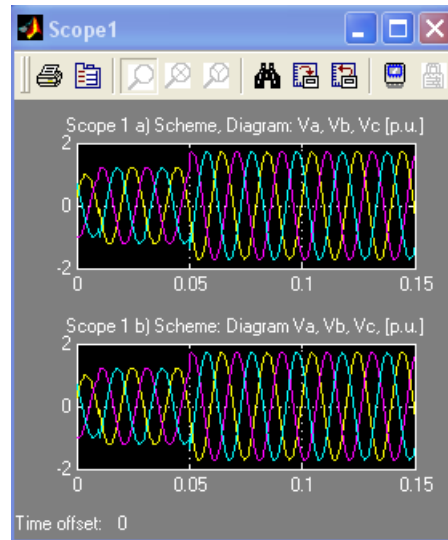 Scope1
Scope 1 a) Scheme, Diagram: Va, Vb, Vc [p.u.]
2
0
-2
0 0.05 0.1 0.15
Scope 1 b) Scheme: Diagram Va, Vb, Vc, [p.u.]
2
0
-2
0 0.05 0.1 0.15
Time offset: 0